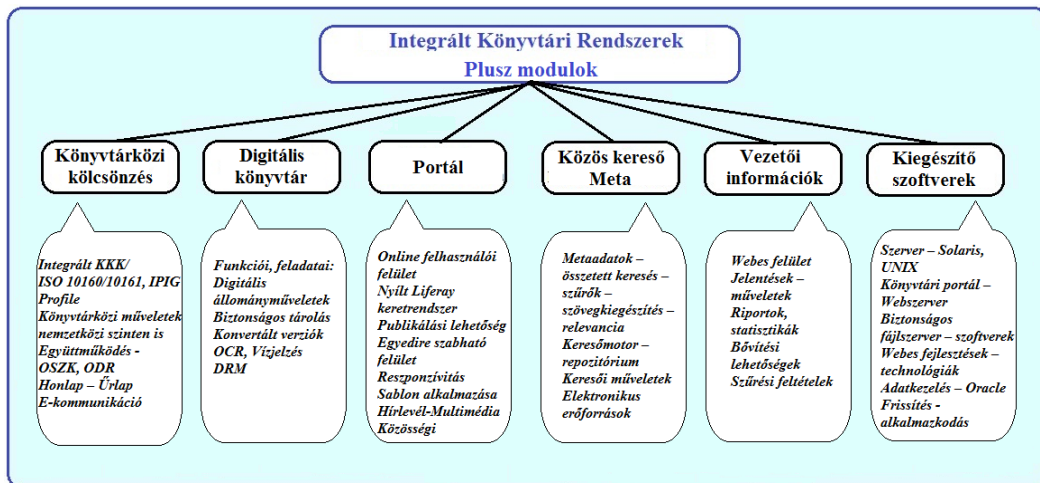 Integrált Könyvtári Rendszerek
Plusz modulok
Könyvtárközi
kölcsönzés
Digitális
könyvtár
Portál
Közös kereső
Meta
Vezetői
információk
Kiegészítő
szoftverek
Integrált KKK/
ISO 10160/10161, IPIG
Profile
Könyvtárközi műveletek
nemzetközi szinten is
Együttműködés -
OSZK, ODR
Honlap – Űrlap
E-kommunikáció
Funkciói, feladatai:
Digitális
állományműveletek
Biztonságos tárolás
Konvertált verziók
OCR, Vízjelzés
DRM
Online felhasználói
felület
Nyílt Liferay
keretrendszer
Publikálási lehetőség
Egyedire szabható
felület
Reszponzívitás
Sablon alkalmazása
Hírlevél-Multimédia
Közösségi
Metaadatok –
összetett keresés –
szűrők –
szövegkiegészítés –
relevancia
Keresőmotor –
repozitórium
Keresői műveletek
Elektronikus
erőforrások
Webes felület
Jelentések –
műveletek
Riportok,
statisztikák
Bővítési
lehetőségek
Szűrési feltételek
Szerver – Solaris,
UNIX
Könyvtári portál –
Webszerver
Biztonságos
fájlszerver – szoftverek
Webes fejlesztések –
technológiák
Adatkezelés – Oracle
Frissítés -
alkalmazkodás